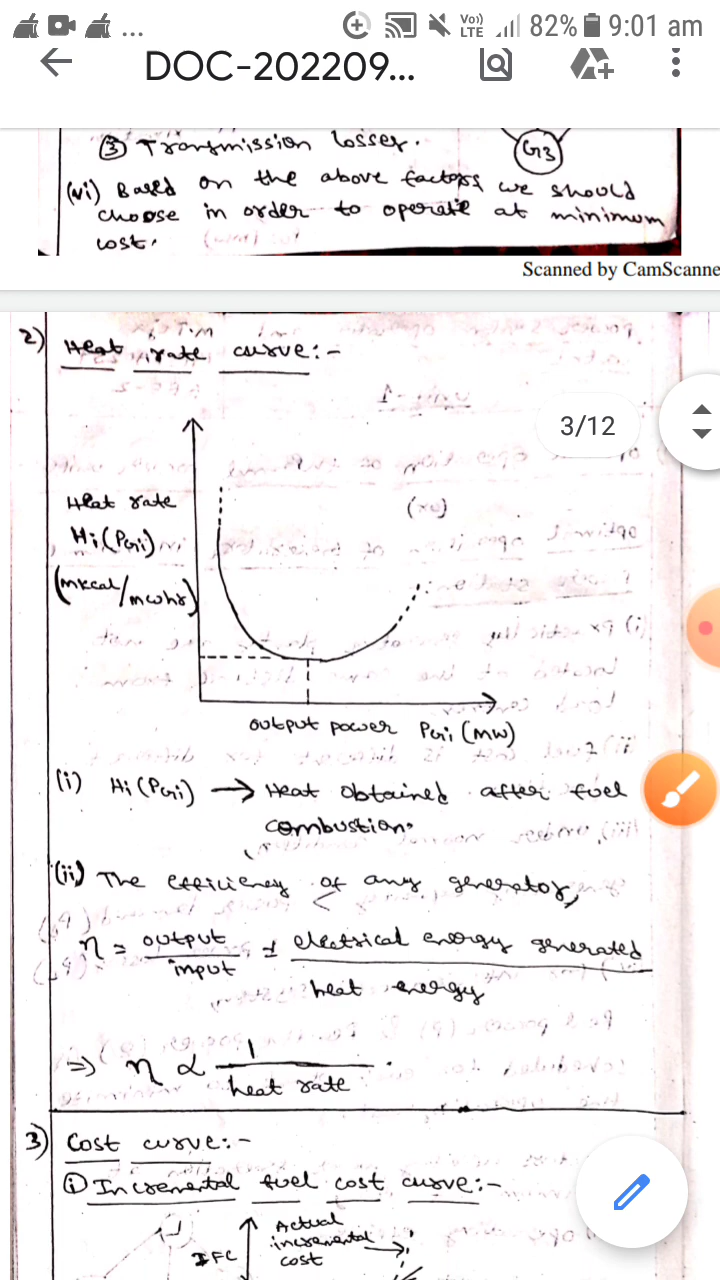 Vo)) LTE 82% 9:01 am
DOC-202209...
③ Transmission losses.
G3
(vi) Based on the above factors we should
choose in order to operate at minimum
cost.
Scanned by CamScanne
2) Heat rate curve:-
3/12
Heat rate
Hi(PGi)
(mkcal/mwhr)
output power PGi (MW)
(i) Hi (PGi) → Heat obtained after fuel
combustion.
(ii) The efficiency of any generator,
η = output/input = electrical energy generated/heat energy
⇒ η ∝ 1/heat rate.
3) Cost curve:-
① Incremental fuel cost curve:-
Actual
incremental
cost
IFC